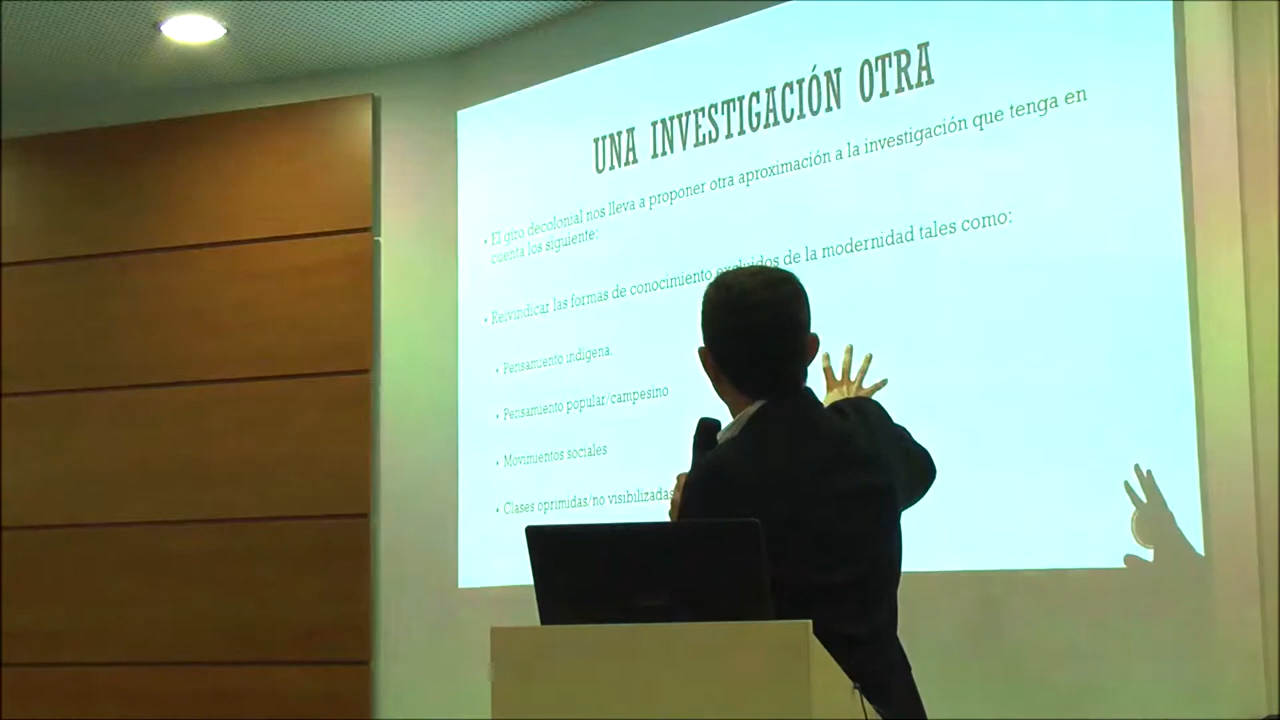 UNA INVESTIGACIÓN OTRA
• El giro decolonial nos lleva a proponer otra aproximación a la investigación que tenga en
cuenta los siguiente:
• Reivindicar las formas de conocimiento excluidos de la modernidad tales como:
• Pensamiento indígena.
• Pensamiento popular/campesino
• Movimientos sociales
• Clases oprimidas/no visibilizadas